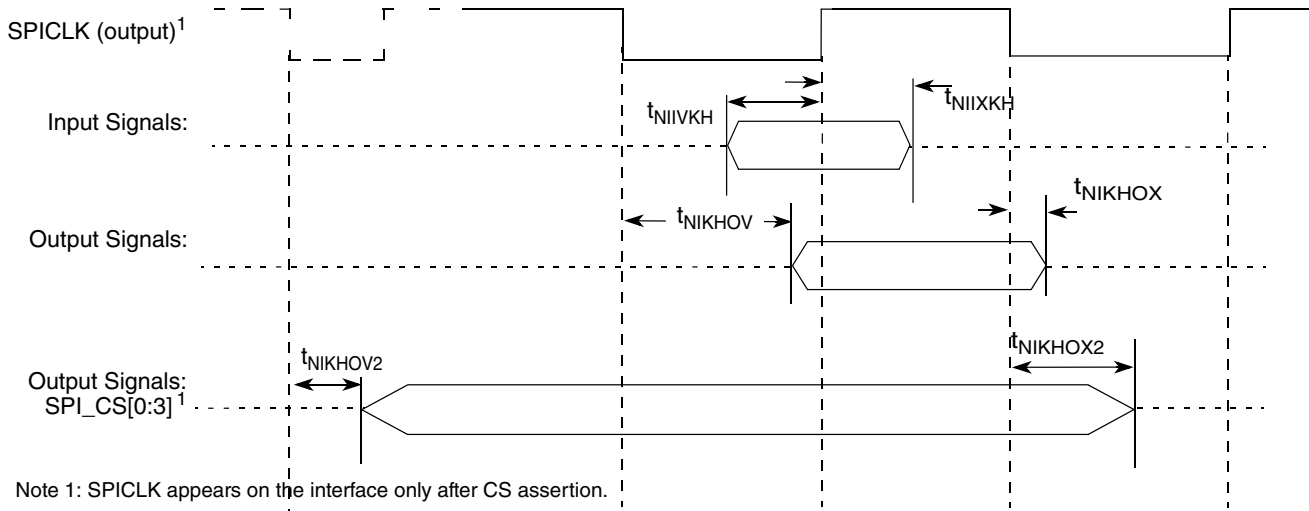 SPICLK (output)1
tNIIVKH
tNIIXKH
Input Signals:
tNIKHOX
tNIKHOV
Output Signals:
tNIKHOV2
tNIKHOX2
Output Signals:
SPI_CS[0:3]1
Note 1: SPICLK appears on the interface only after CS assertion.